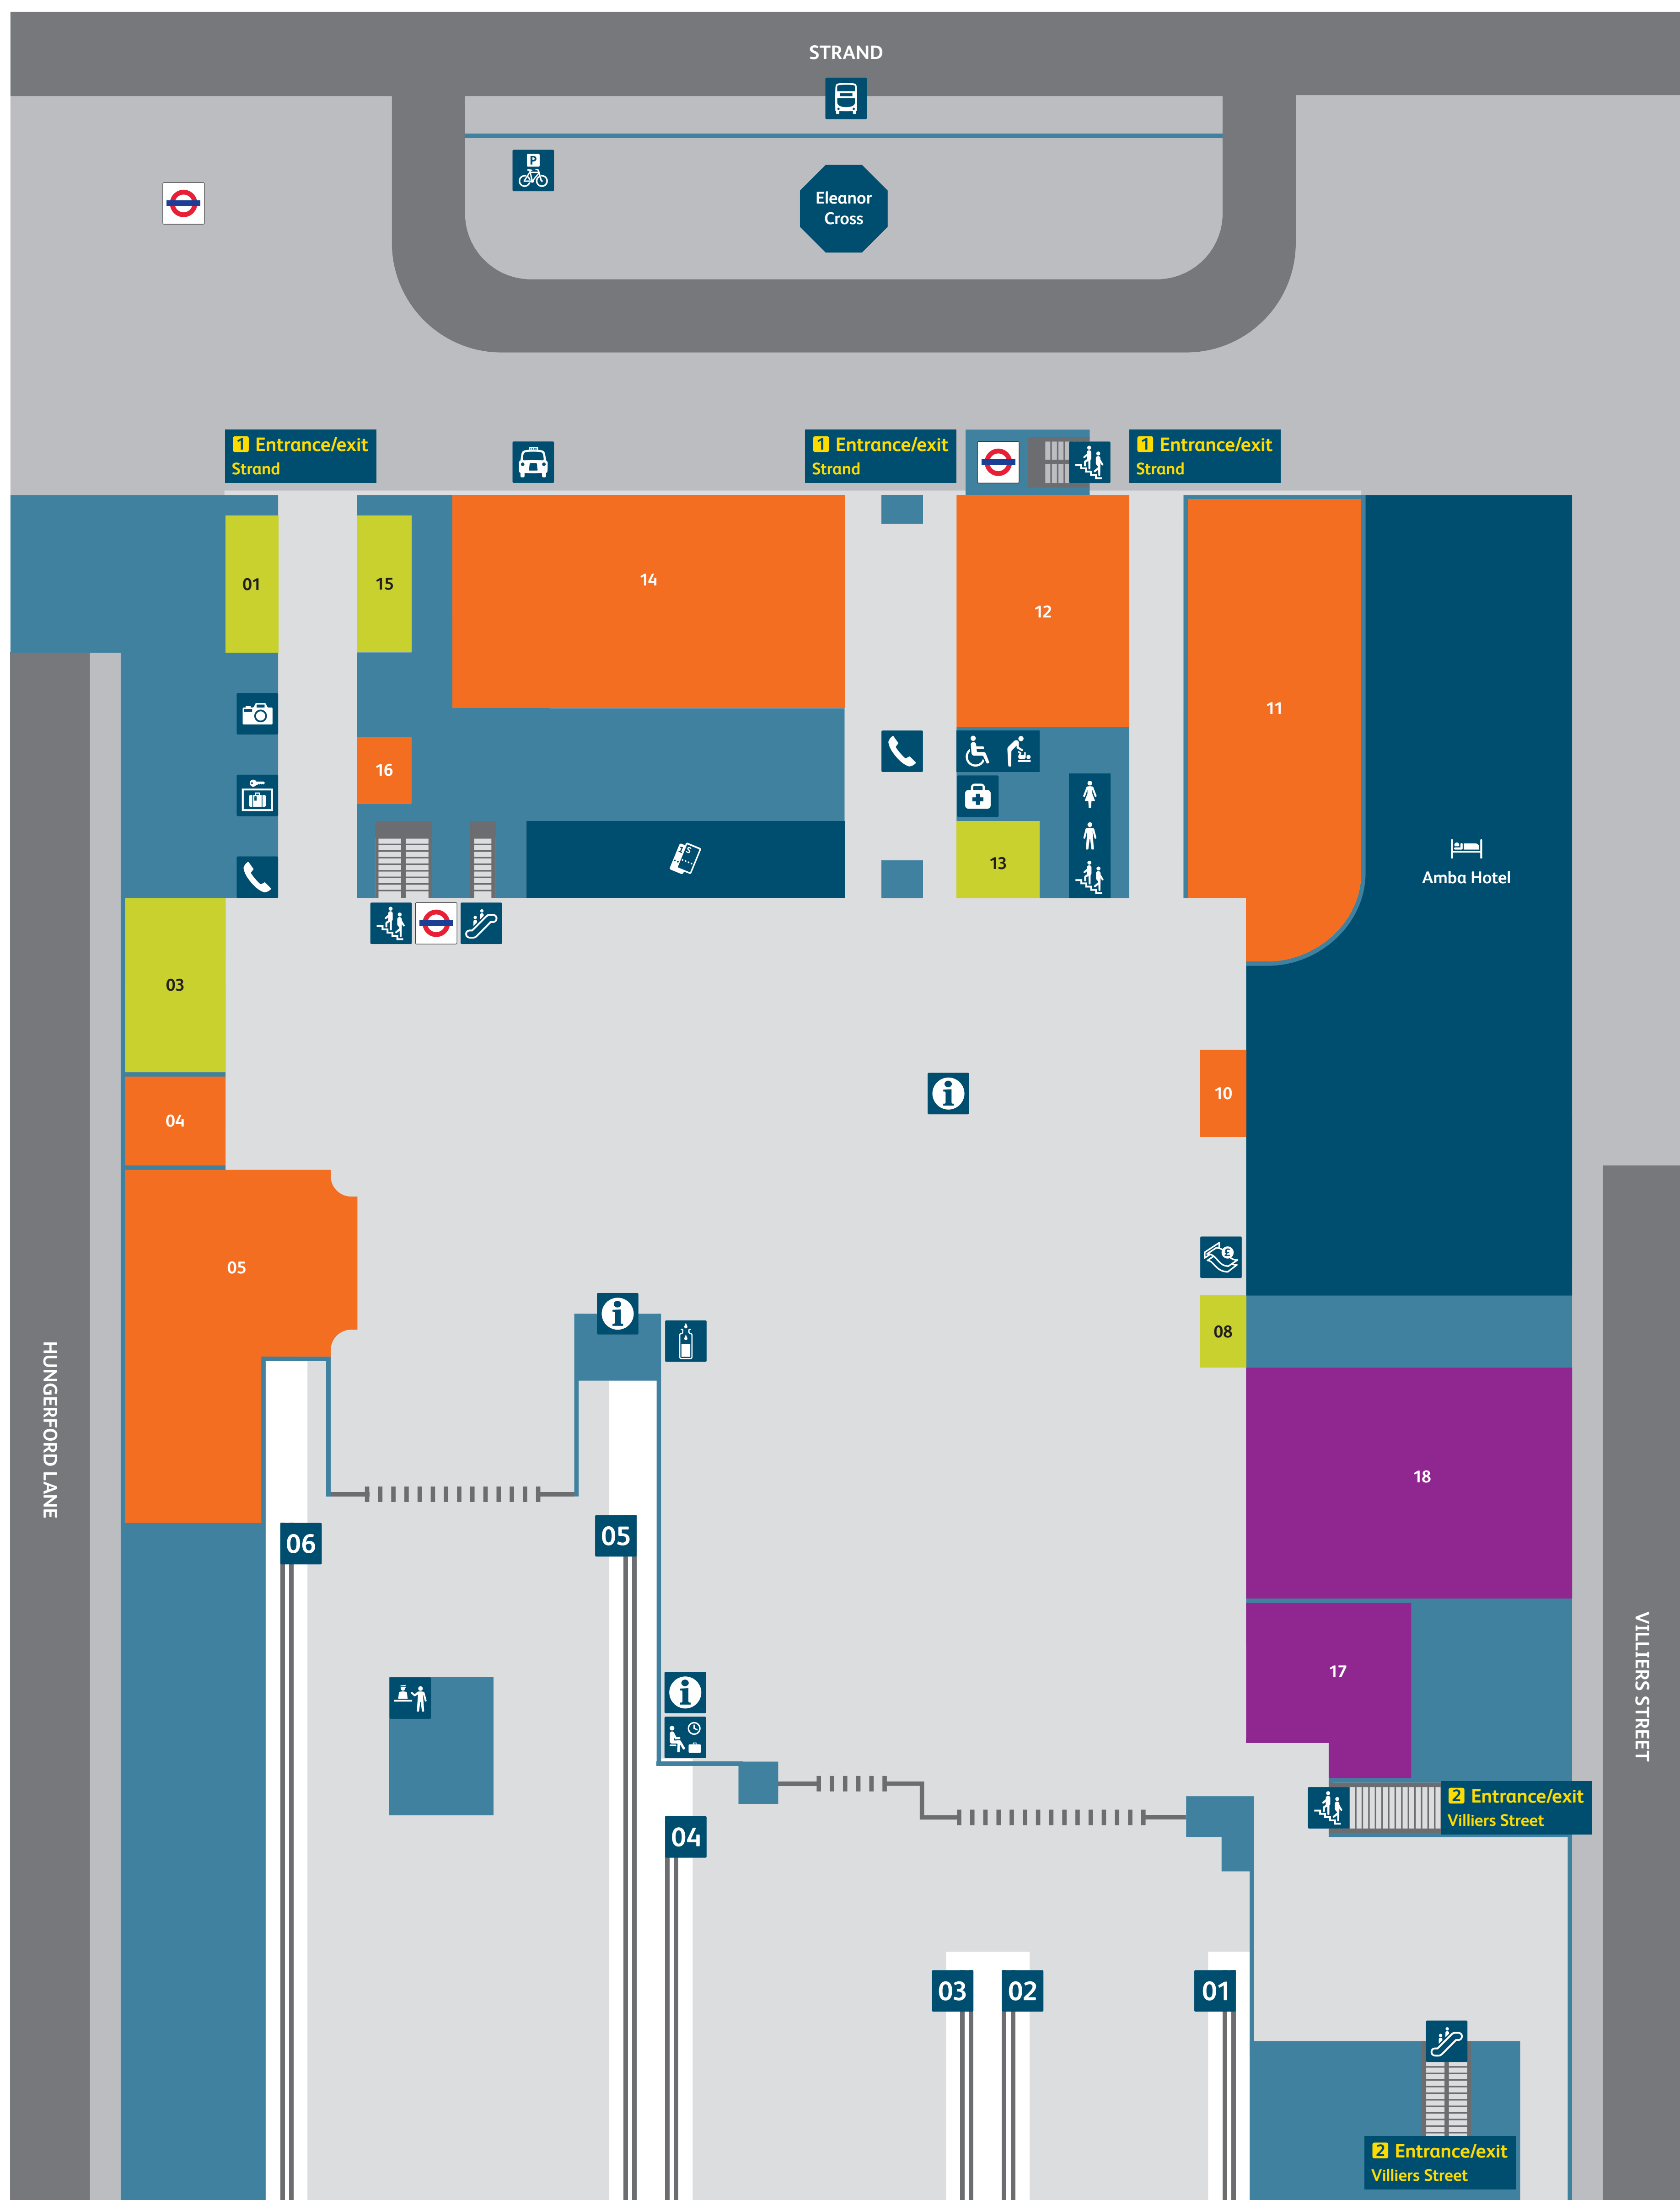 STRAND
P
Eleanor
Cross
1 Entrance/exit
Strand
1 Entrance/exit
Strand
1 Entrance/exit
Strand
01
15
14
12
11
16
13
Amba Hotel
03
10
04
05
£
08
HUNGERFORD LANE
18
06
05
17
VILLIERS STREET
2 Entrance/exit
Villiers Street
04
03
02
01
2 Entrance/exit
Villiers Street